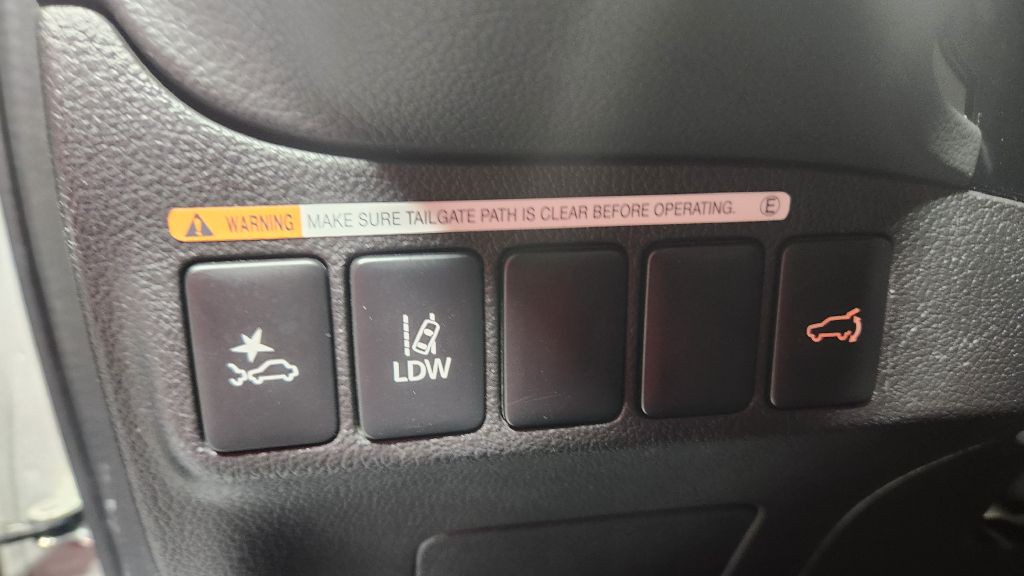 WARNING MAKE SURE TAILGATE PATH IS CLEAR BEFORE OPERATING. E
LDW